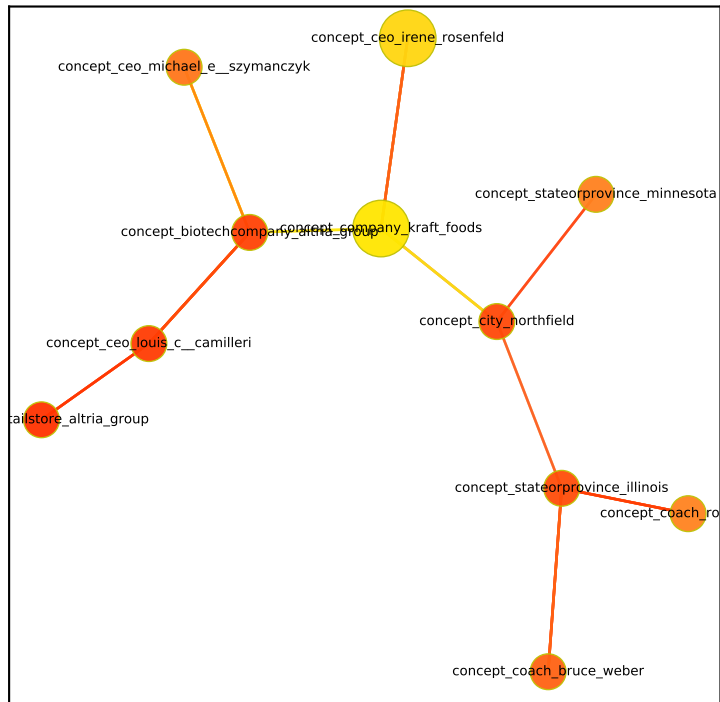 concept_ceo_irene_rosenfeld
concept_ceo_michael_e__szymanczyk
concept_stateorprovince_minnesota
concept_company_kraft_foods
concept_biotechcompany_altria_group
concept_city_northfield
concept_ceo_louis_c__camilleri
tailstore_altria_group
concept_stateorprovince_illinois
concept_coach_ro
concept_coach_bruce_weber